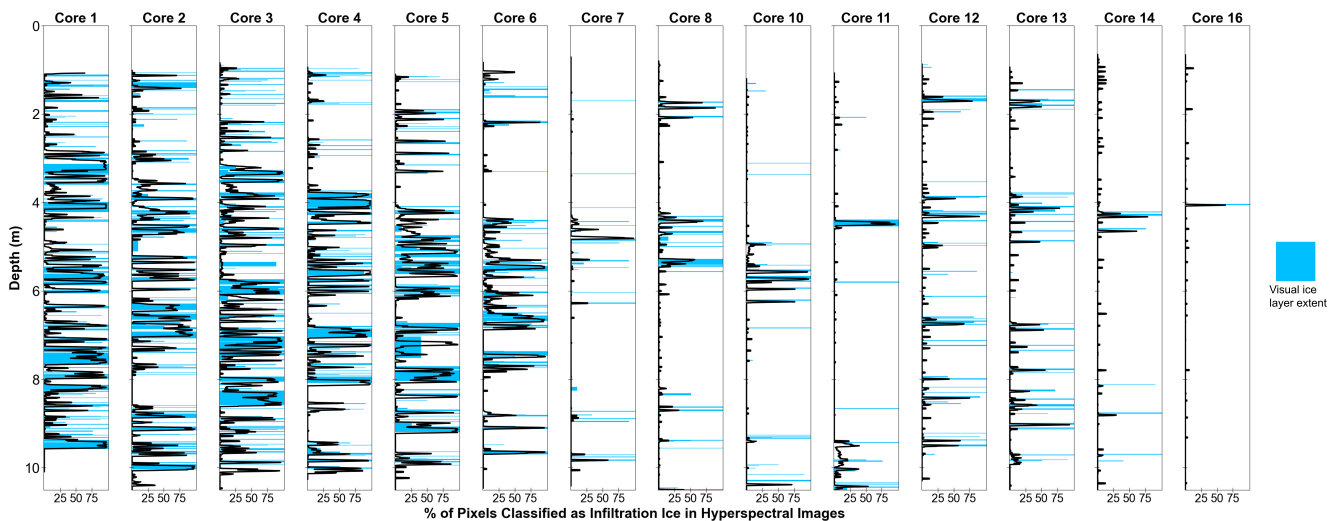 Core 1 Core 2 Core 3 Core 4 Core 5 Core 6 Core 7 Core 8 Core 10 Core 11 Core 12 Core 13 Core 14 Core 16
0
2
4
Depth (m)
Visual ice
layer extent
6
8
10
25 50 75 25 50 75 25 50 75 25 50 75 25 50 75 25 50 75 25 50 75 25 50 75 25 50 75 25 50 75 25 50 75 25 50 75 25 50 75 25 50 75
% of Pixels Classified as Infiltration Ice in Hyperspectral Images